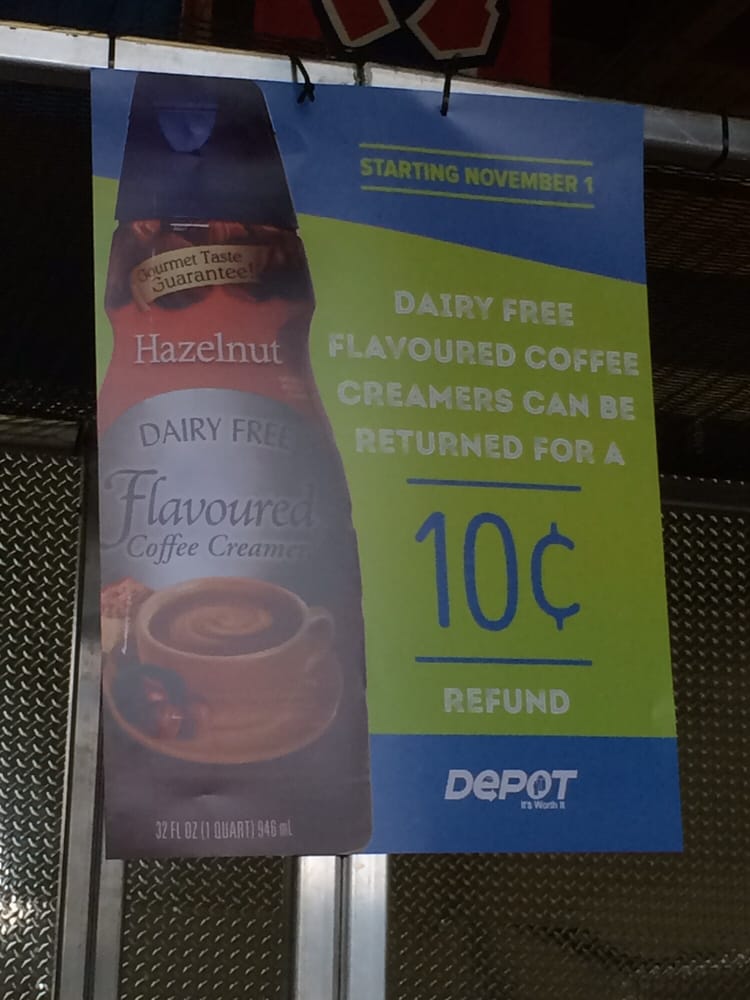 STARTING NOVEMBER 1
Gourmet Taste
Guarantee!
Hazelnut
DAIRY FREE
Flavoured
Coffee Creamer
32 FL OZ (1 QUART) 946 mL
DAIRY FREE
FLAVOURED COFFEE
CREAMERS CAN BE
RETURNED FOR A
10¢
REFUND
DEPOT
It's Worth It